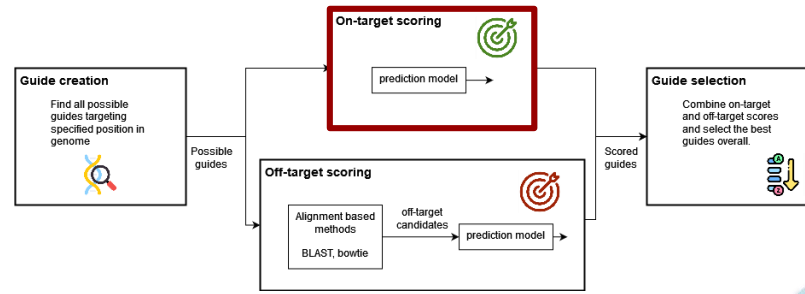 On-target scoring
prediction model
Guide creation
Find all possible
guides targeting
specified position in
genome
Possible
guides
Off-target scoring
Alignment based
methods
BLAST, bowtie
off-target
candidates
prediction model
Scored
guides
Guide selection
Combine on-target
and off-target scores
and select the best
guides overall.
A
Z